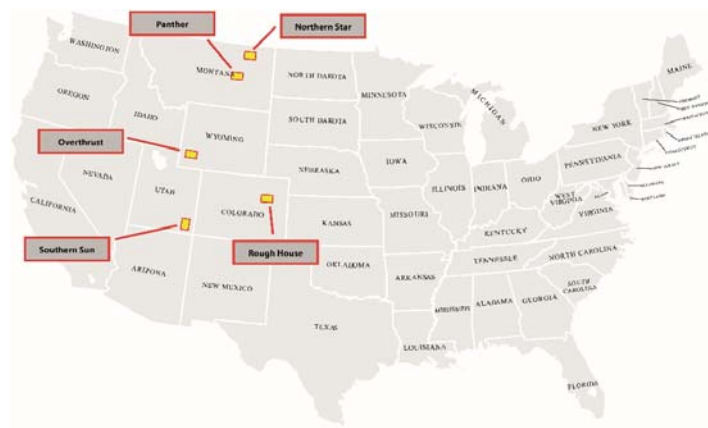 Panther
Northern Star
WASHINGTON
MONTANA
NORTH DAKOTA
MINNESOTA
MICHIGAN
MAINE
OREGON
IDAHO
SOUTH DAKOTA
WISCONSIN
NEW YORK
Overthrust
WYOMING
IOWA
PENNSYLVANIA
NEBRASKA
NEVADA
UTAH
ILLINOIS
INDIANA
OHIO
WEST
VIRGINIA
CALIFORNIA
COLORADO
KANSAS
MISSOURI
VIRGINIA
KENTUCKY
Southern Sun
Rough House
NORTH CAROLINA
TENNESSEE
ARIZONA
NEW MEXICO
OKLAHOMA
ARKANSAS
SOUTH
CAROLINA
MISSISSIPPI
ALABAMA
GEORGIA
TEXAS
LOUISIANA
FLORIDA